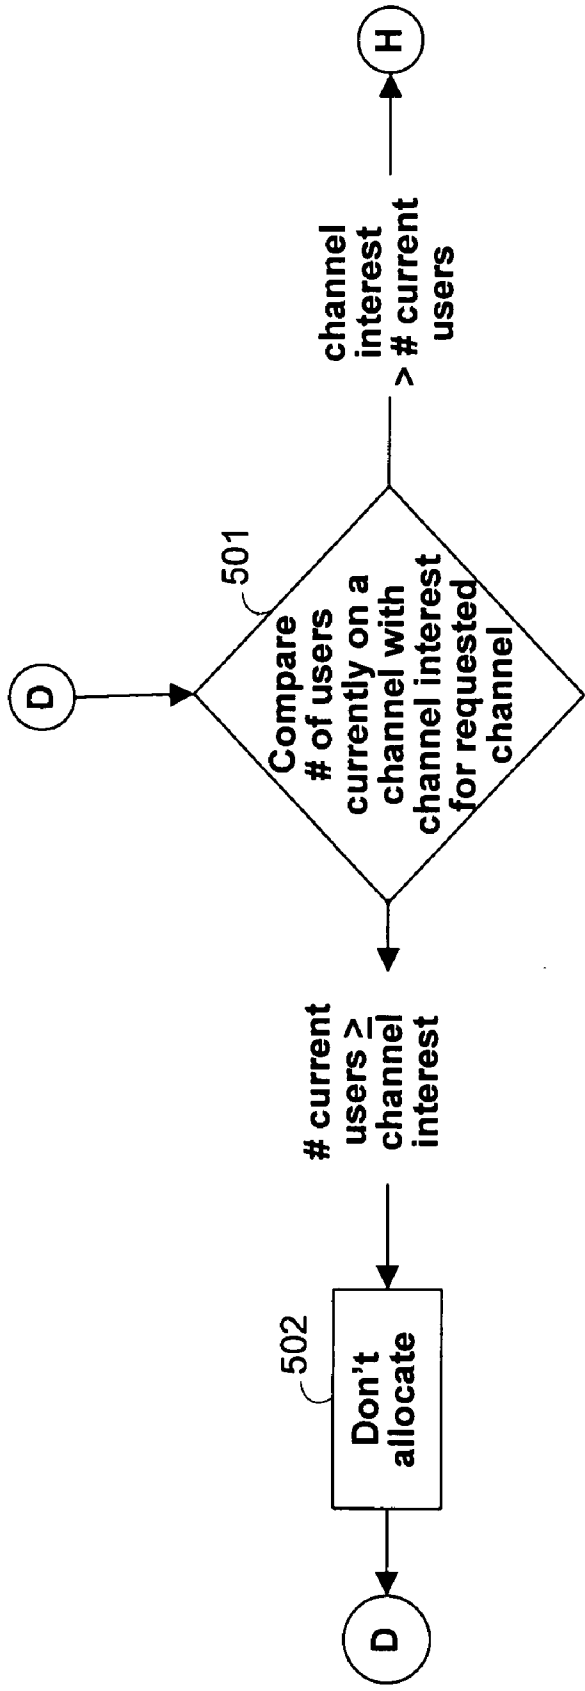 D
501
Compare
# of users
currently on a
channel with
channel interest
for requested
channel
# current
users ≥
channel
interest
channel
interest
> # current
users
502
Don't
allocate
D
H